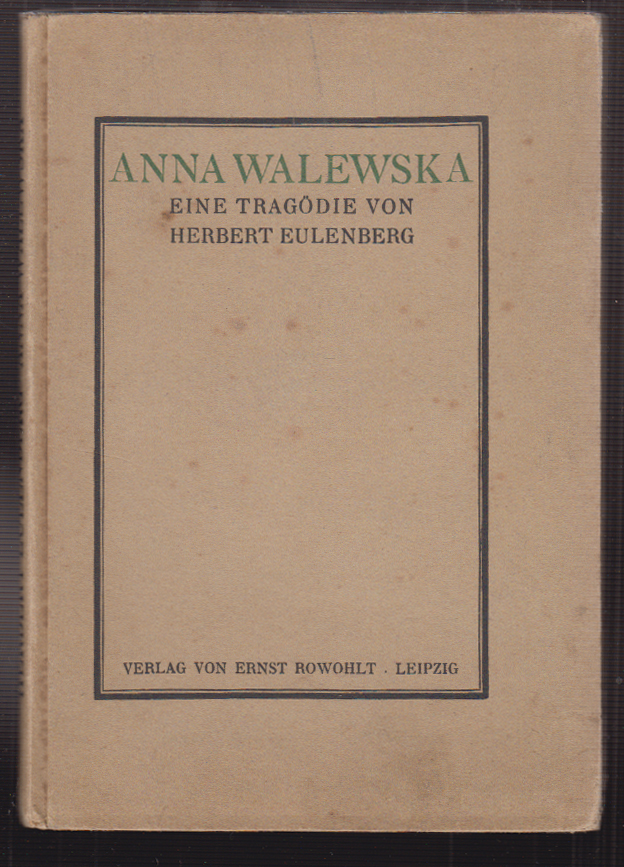 ANNA WALEWSKA
EINE TRAGÖDIE VON
HERBERT EULENBERG
VERLAG VON ERNST ROWOHLT · LEIPZIG